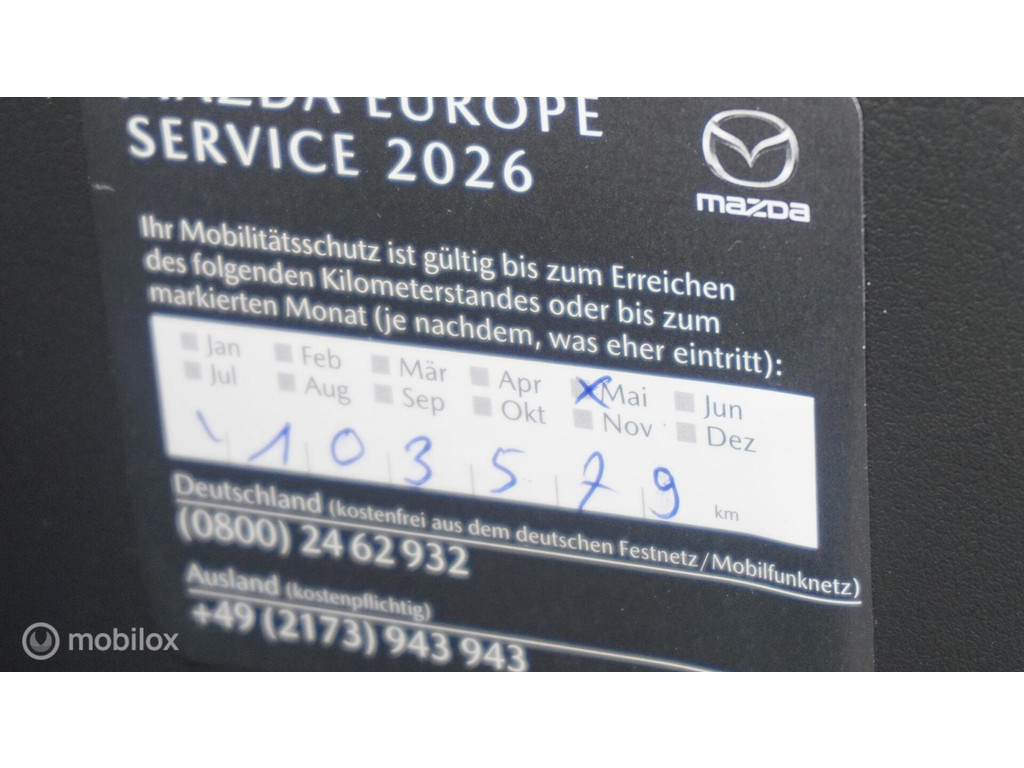 MAZDA EUROPE
SERVICE 2026
mazda
Ihr Mobilitätsschutz ist gültig bis zum Erreichen
des folgenden Kilometerstandes oder bis zum
markierten Monat (je nachdem, was eher eintritt):
Jan Feb Mär Apr Mai Jun
Jul Aug Sep Okt Nov Dez
103579 km
Deutschland (kostenfrei aus dem deutschen Festnetz/Mobilfunknetz)
(0800) 24 62 932
Ausland (kostenpflichtig)
+49 (2173) 943 943
mobilox